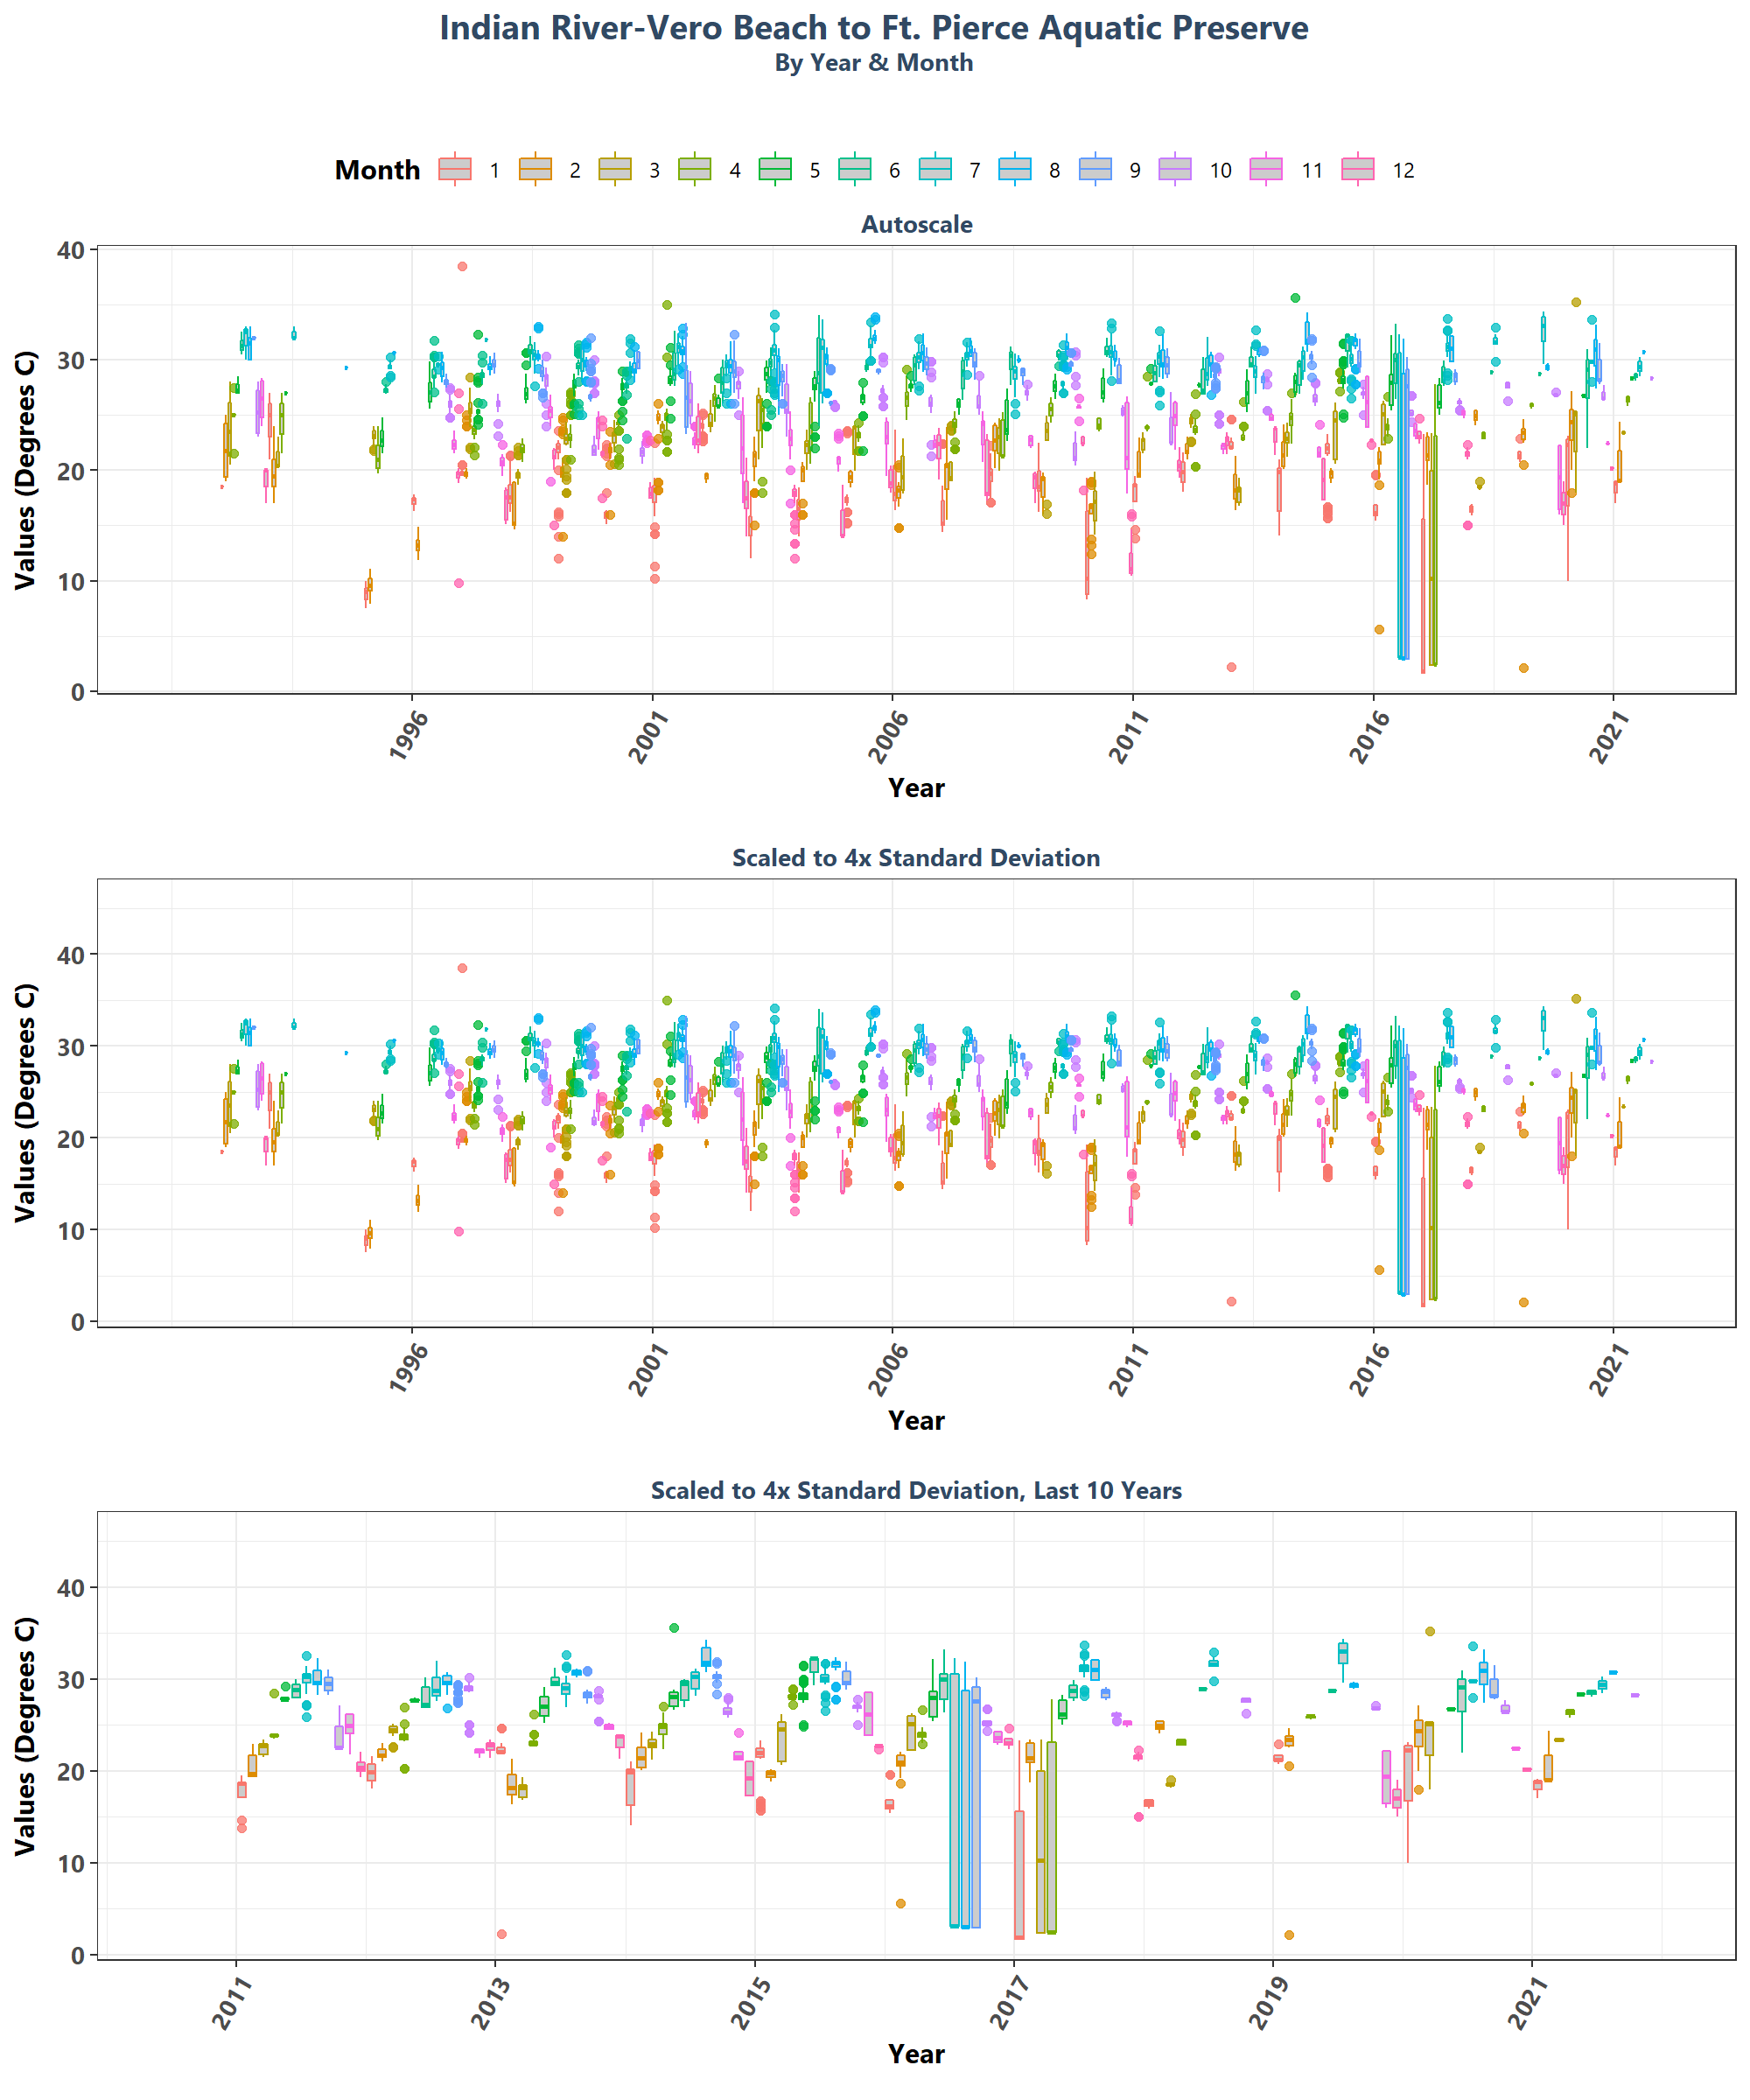 Indian River-Vero Beach to Ft. Pierce Aquatic Preserve
By Year & Month
Month 1 2 3 4 5 6 7 8 9 10 11 12
Autoscale
Values (Degrees C)
40
30
20
10
0
1996 2001 2006 2011 2016 2021
Year
Scaled to 4x Standard Deviation
Values (Degrees C)
40
30
20
10
0
1996 2001 2006 2011 2016 2021
Year
Scaled to 4x Standard Deviation, Last 10 Years
Values (Degrees C)
40
30
20
10
0
2011 2013 2015 2017 2019 2021
Year